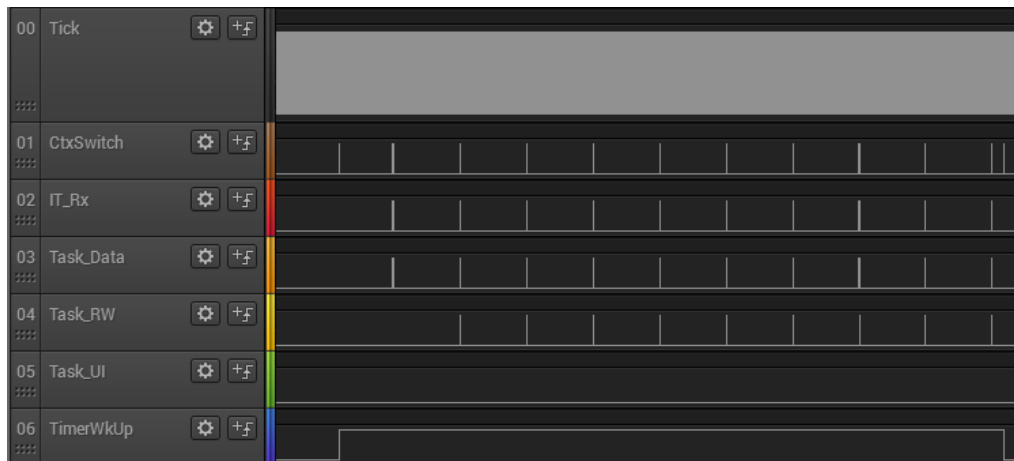 00 Tick
01 CtxSwitch
02 IT_Rx
03 Task_Data
04 Task_RW
05 Task_UI
06 TimerWkUp